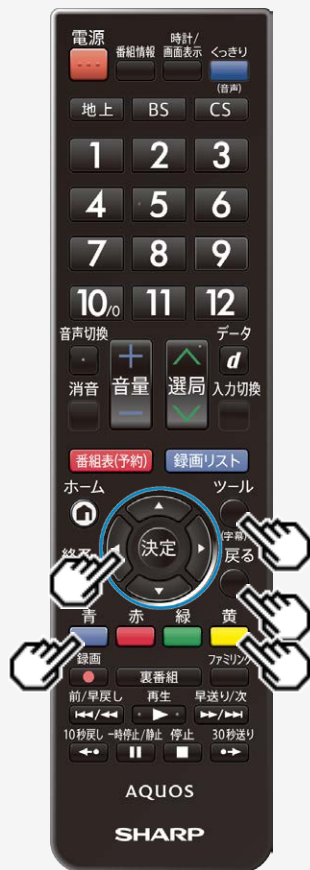 電源
番組情報
時計/
画面表示
くっきり
(音声)
地上 BS CS
1 2 3
4 5 6
7 8 9
10/0 11 12
音声切換
データ
d
消音
音量
選局
入力切換
番組表(予約) 録画リスト
ホーム
ツール
(字幕)
決定
戻る
青 赤 緑 黄
録画
裏番組
ファミリンク
前/早戻し 再生 早送り/次
10秒戻し 一時停止/静止 停止 30秒送り
AQUOS
SHARP